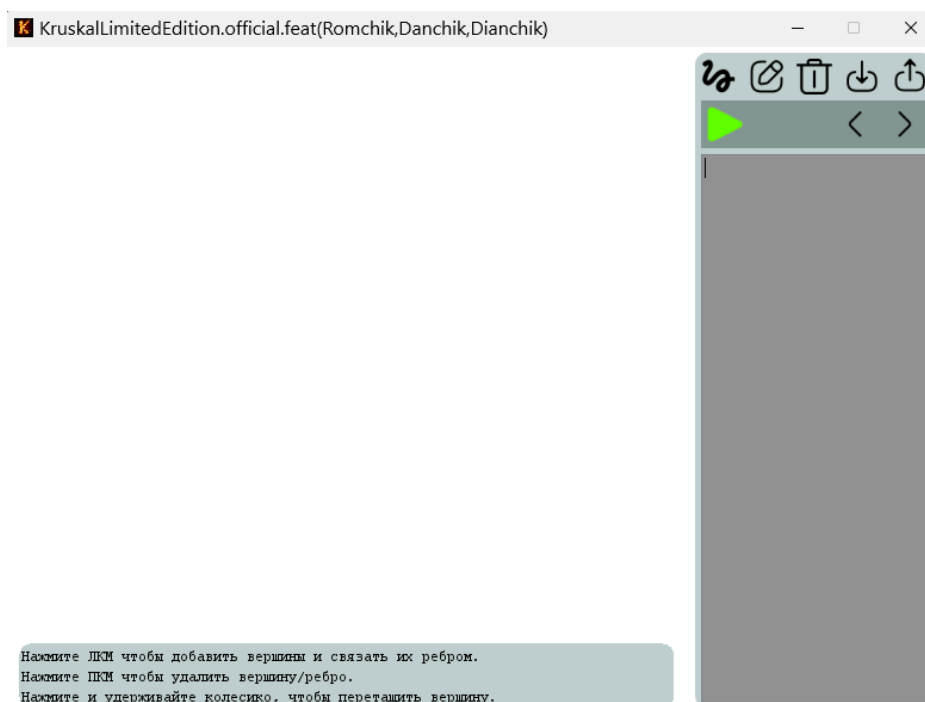 KruskalLimitedEdition.official.feat(Romchik,Danchik,Dianchik)
Нажмите ЛКМ чтобы добавить вершины и связать их ребром.
Нажмите ПКМ чтобы удалить вершину/ребро.
Нажмите и удерживайте колесико, чтобы перетащить вершину.